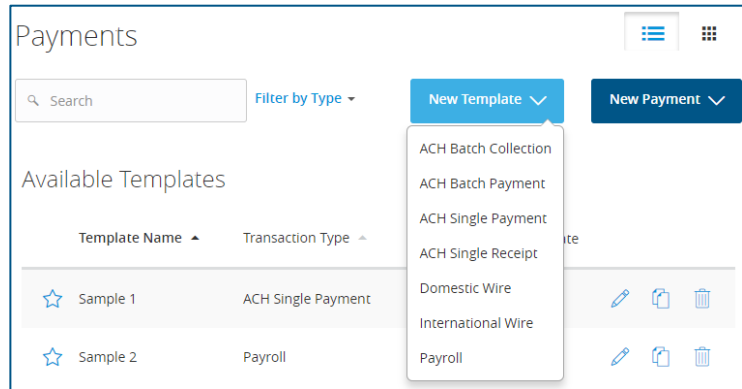 Payments
Search
Filter by Type
New Template
New Payment
ACH Batch Collection
ACH Batch Payment
ACH Single Payment
ACH Single Receipt
Domestic Wire
International Wire
Payroll
Available Templates
Template Name
Transaction Type
Sample 1
ACH Single Payment
Sample 2
Payroll